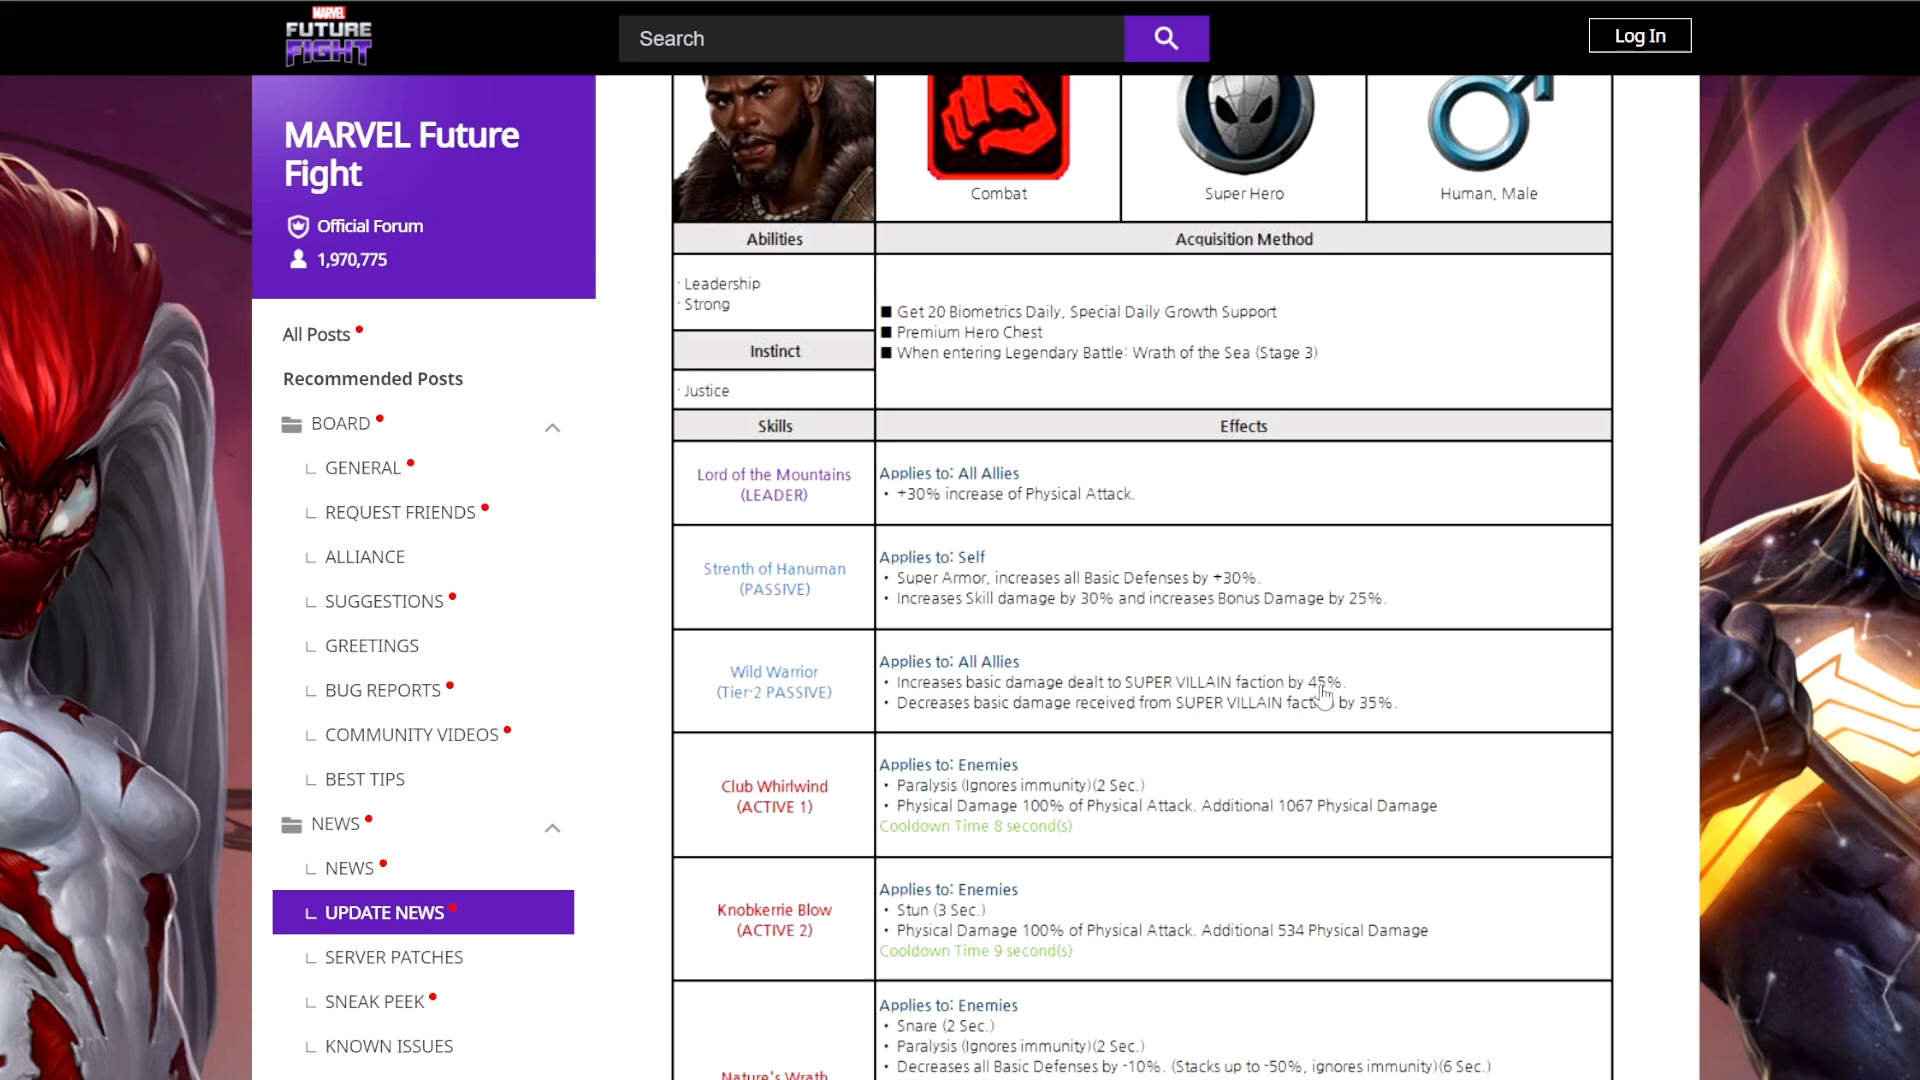 MARVEL
FUTURE
FIGHT
Search
Log In
MARVEL Future
Fight
Official Forum
1,970,775
All Posts
Recommended Posts
BOARD
GENERAL
REQUEST FRIENDS
ALLIANCE
SUGGESTIONS
GREETINGS
BUG REPORTS
COMMUNITY VIDEOS
BEST TIPS
NEWS
NEWS
UPDATE NEWS
SERVER PATCHES
SNEAK PEEK
KNOWN ISSUES
Combat
Super Hero
Human, Male
Abilities
Acquisition Method
· Leadership
· Strong
■ Get 20 Biometrics Daily, Special Daily Growth Support
■ Premium Hero Chest
■ When entering Legendary Battle: Wrath of the Sea (Stage 3)
Instinct
· Justice
Skills
Effects
Lord of the Mountains
(LEADER)
Applies to: All Allies
• +30% increase of Physical Attack.
Strenth of Hanuman
(PASSIVE)
Applies to: Self
• Super Armor, increases all Basic Defenses by +30%.
• Increases Skill damage by 30% and increases Bonus Damage by 25%.
Wild Warrior
(Tier-2 PASSIVE)
Applies to: All Allies
• Increases basic damage dealt to SUPER VILLAIN faction by 45%.
• Decreases basic damage received from SUPER VILLAIN faction by 35%.
Club Whirlwind
(ACTIVE 1)
Applies to: Enemies
• Paralysis (Ignores immunity)(2 Sec.)
• Physical Damage 100% of Physical Attack. Additional 1067 Physical Damage
Cooldown Time 8 second(s)
Knobkerrie Blow
(ACTIVE 2)
Applies to: Enemies
• Stun (3 Sec.)
• Physical Damage 100% of Physical Attack. Additional 534 Physical Damage
Cooldown Time 9 second(s)
Nature's Wrath
Applies to: Enemies
• Snare (2 Sec.)
• Paralysis (Ignores immunity)(2 Sec.)
• Decreases all Basic Defenses by -10%. (Stacks up to -50%, ignores immunity)(6 Sec.)